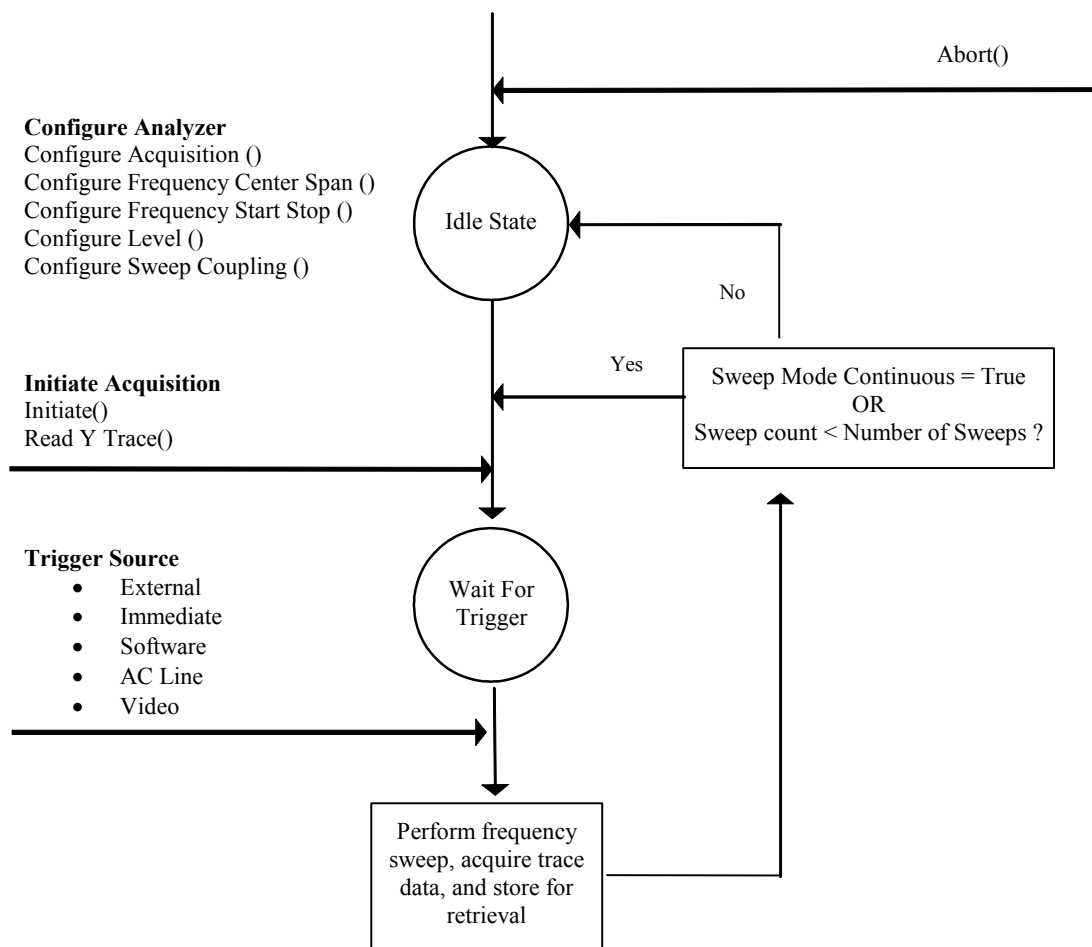 Abort()
Configure Analyzer
Configure Acquisition ()
Configure Frequency Center Span ()
Configure Frequency Start Stop ()
Configure Level ()
Configure Sweep Coupling ()
Idle State
No
Yes
Sweep Mode Continuous = True
OR
Sweep count < Number of Sweeps ?
Initiate Acquisition
Initiate()
Read Y Trace()
Trigger Source
• External
• Immediate
• Software
• AC Line
• Video
Wait For
Trigger
Perform frequency
sweep, acquire trace
data, and store for
retrieval